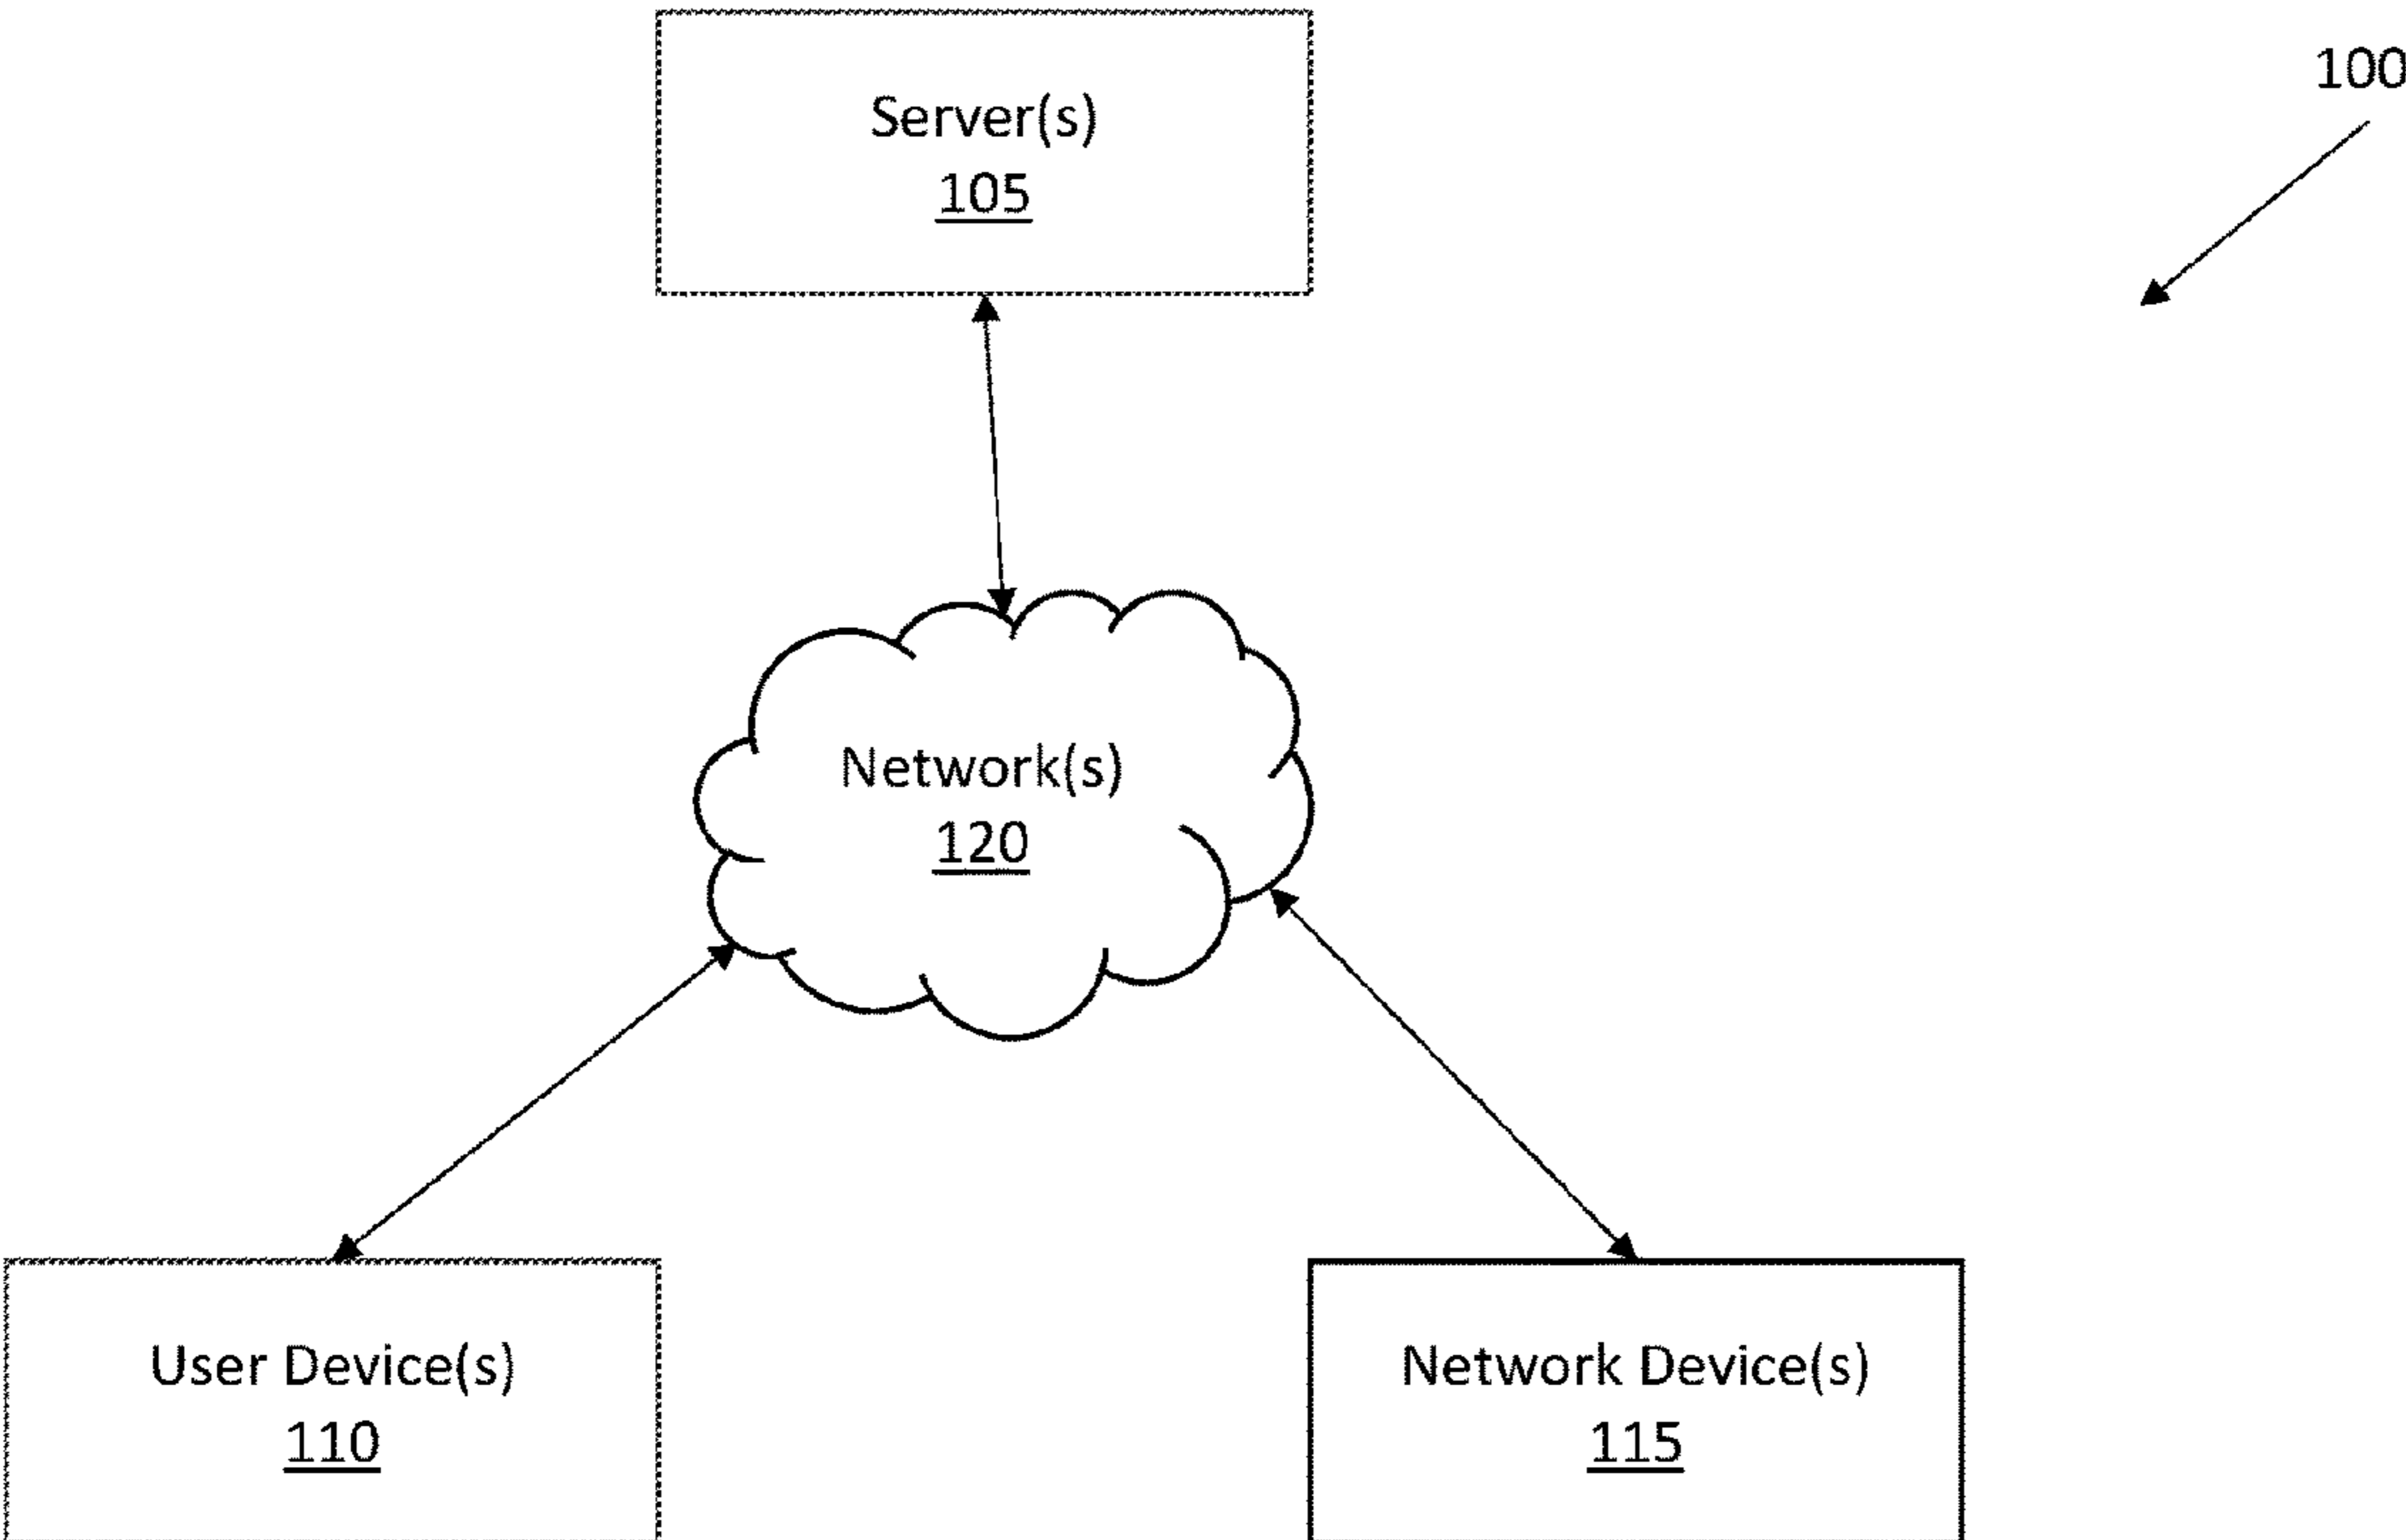 Server(s)
105
100
Network(s)
120
User Device(s)
110
Network Device(s)
115